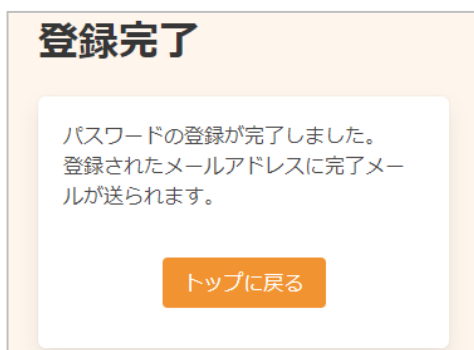 登録完了
パスワードの登録が完了しました。
登録されたメールアドレスに完了メー
ルが送られます。
トップに戻る